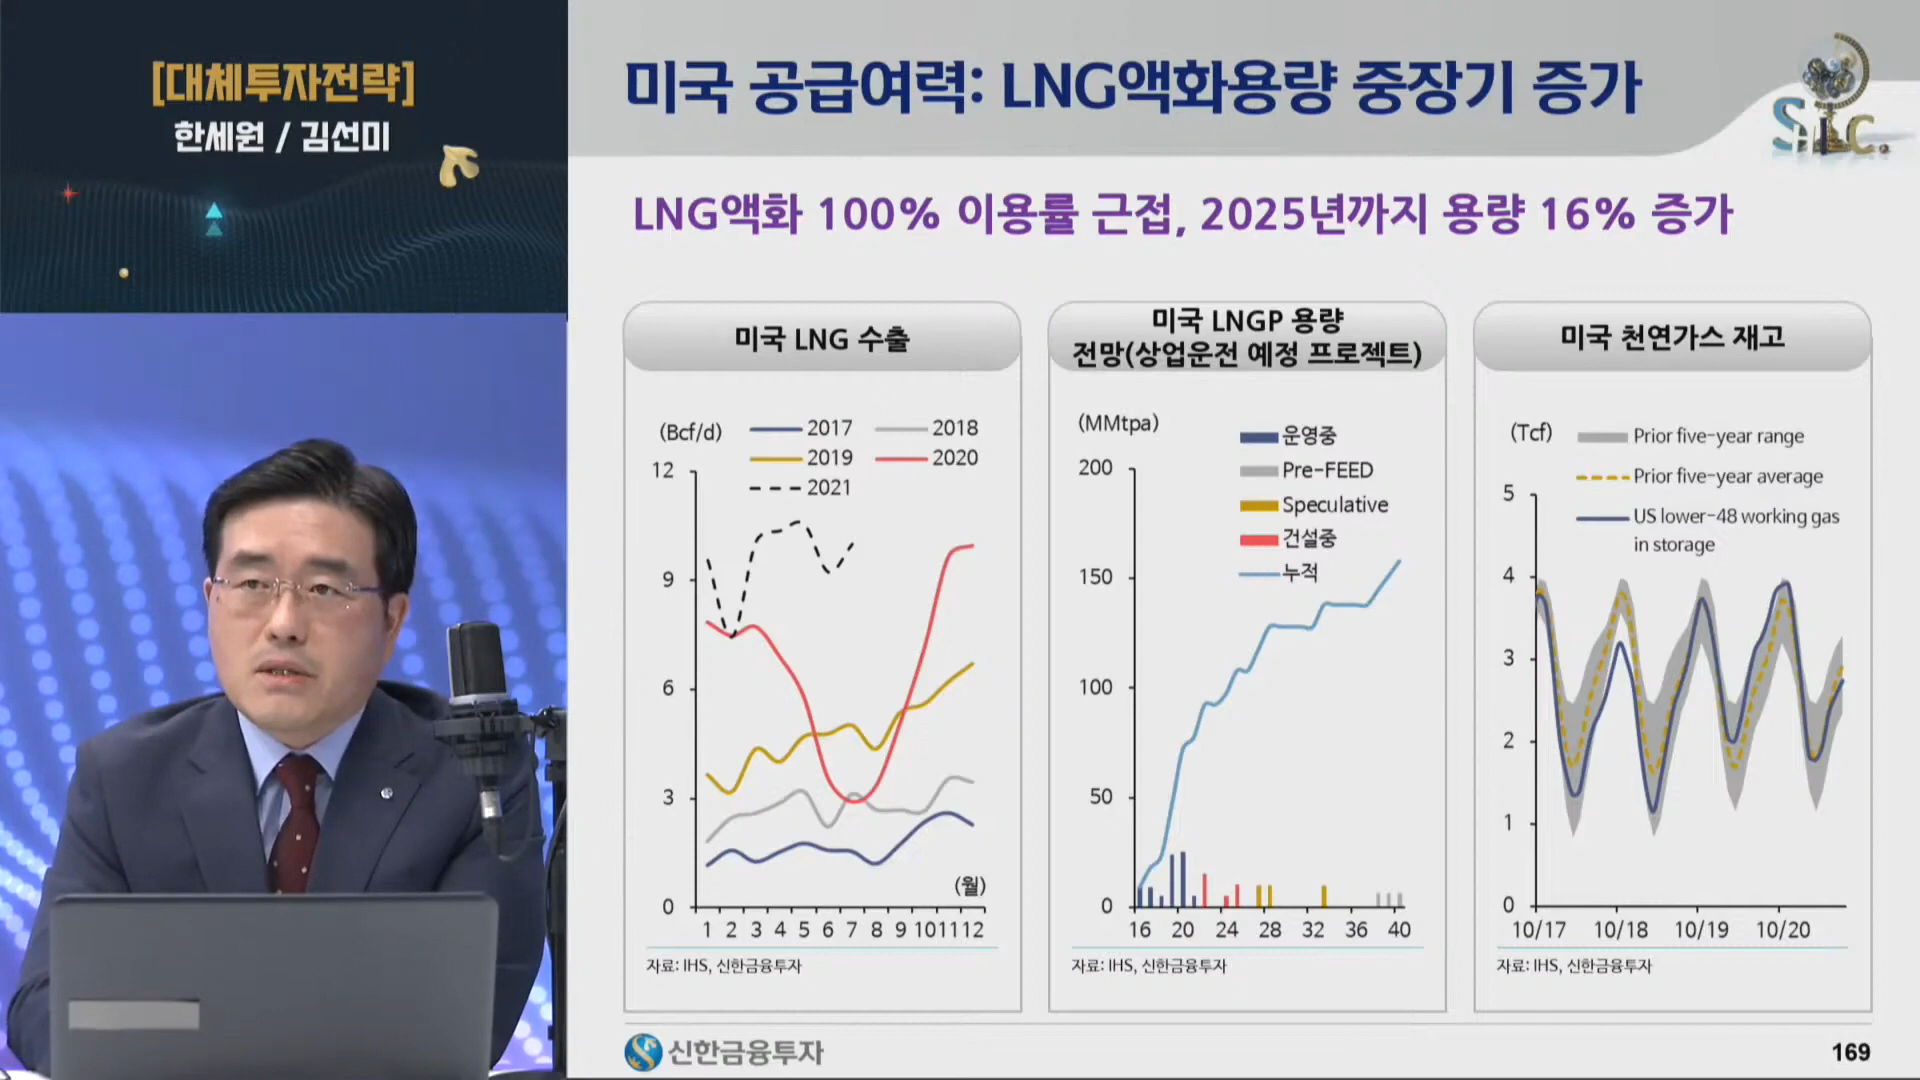 [대체투자전략]
한세원 / 김선미
미국 공급여력: LNG액화용량 중장기 증가
SHLC.
LNG액화 100% 이용률 근접, 2025년까지 용량 16% 증가
미국 LNG 수출
(Bcf/d)
2017
2018
2019
2020
2021
12
9
6
3
0
(월)
1 2 3 4 5 6 7 8 9 10 11 12
자료: IHS, 신한금융투자
미국 LNGP 용량
전망(상업운전 예정 프로젝트)
(MMtpa)
운영중
Pre-FEED
Speculative
건설중
누적
200
150
100
50
0
16 20 24 28 32 36 40
자료: IHS, 신한금융투자
미국 천연가스 재고
(Tcf)
Prior five-year range
Prior five-year average
US lower-48 working gas
in storage
5
4
3
2
1
0
10/17 10/18 10/19 10/20
자료: IHS, 신한금융투자
신한금융투자
169